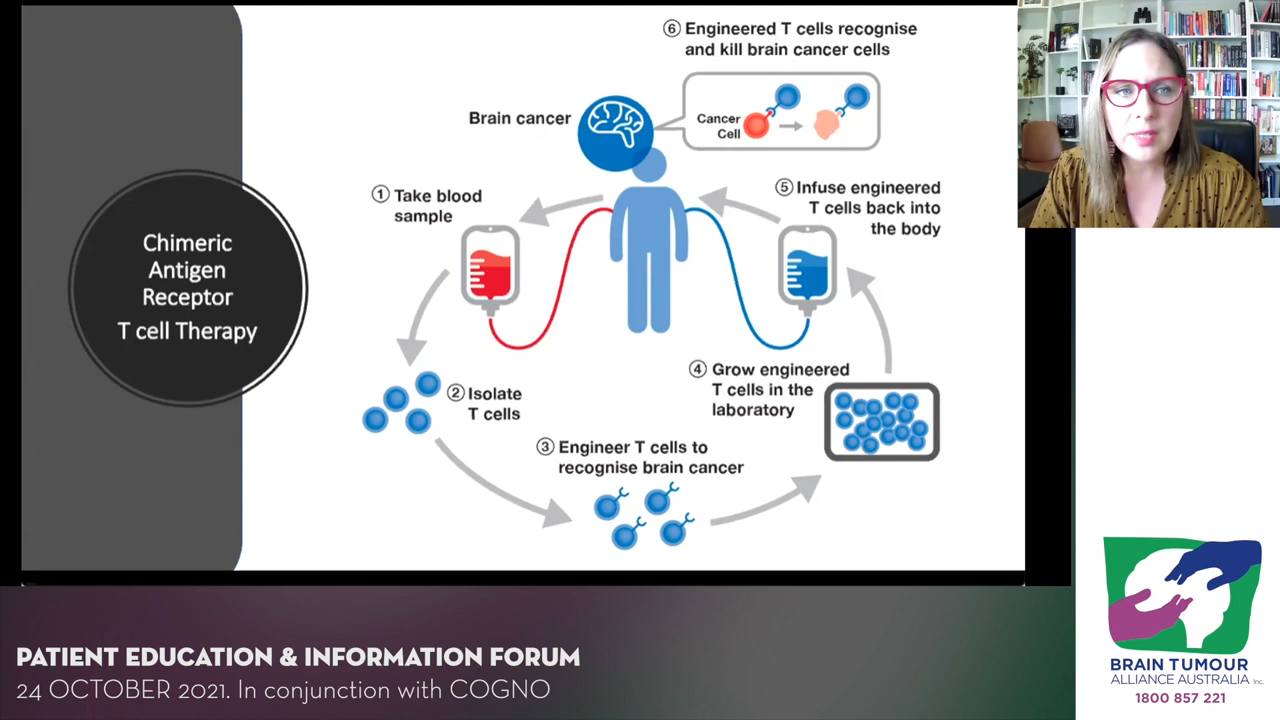 Chimeric
Antigen
Receptor
T cell Therapy
⑥ Engineered T cells recognise
and kill brain cancer cells
Brain cancer
Cancer
Cell
① Take blood
sample
⑤ Infuse engineered
T cells back into
the body
② Isolate
T cells
④ Grow engineered
T cells in the
laboratory
③ Engineer T cells to
recognise brain cancer
PATIENT EDUCATION & INFORMATION FORUM
24 OCTOBER 2021. In conjunction with COGNO
BRAIN TUMOUR
ALLIANCE AUSTRALIA Inc.
1800 857 221